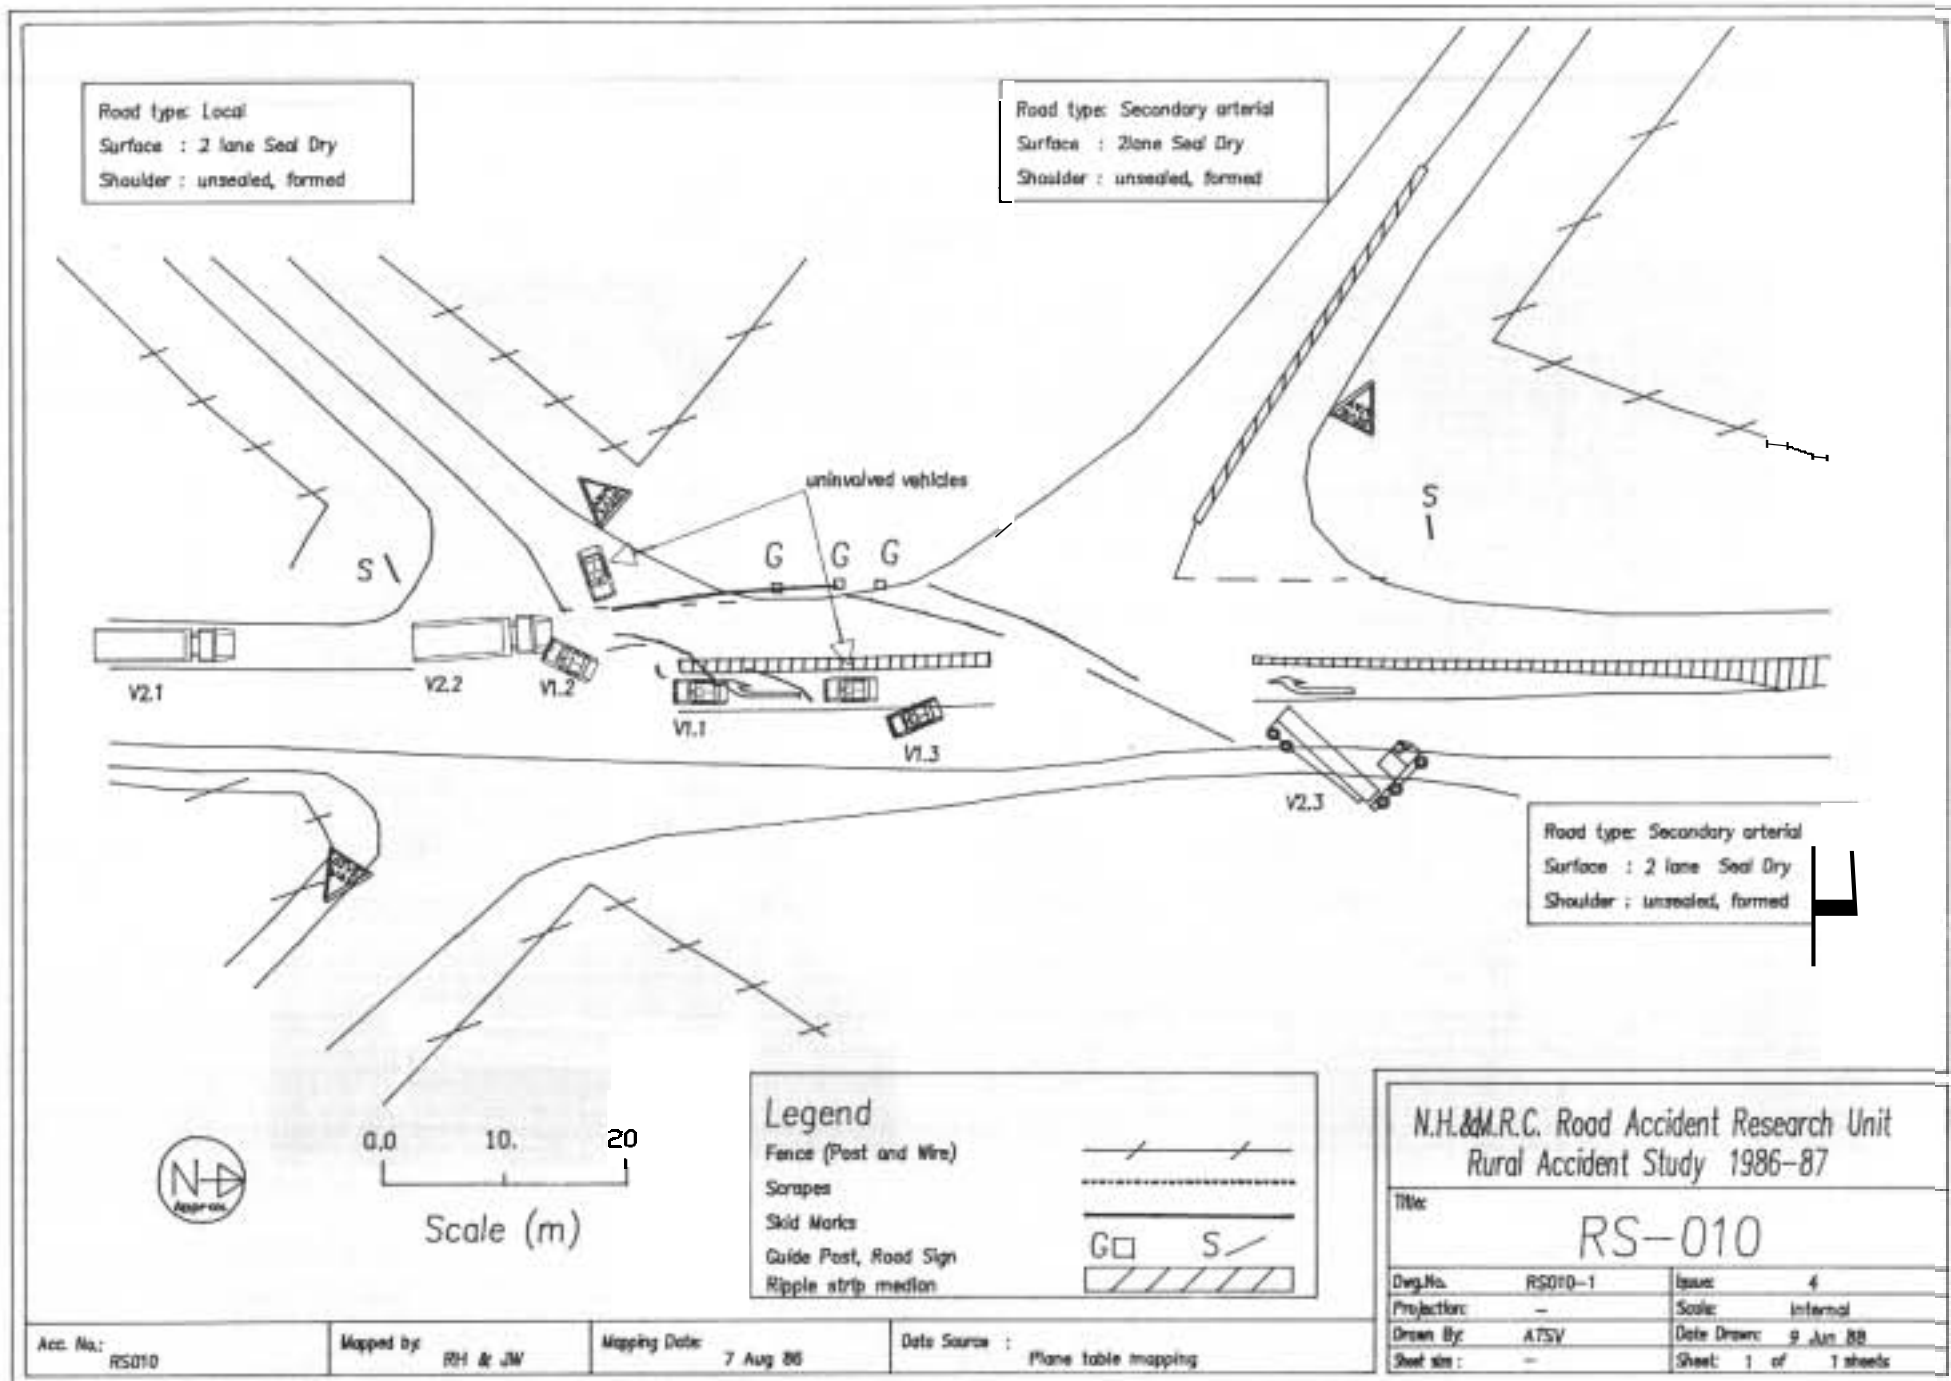 Road type: Local
Surface : 2 lane Seal Dry
Shoulder : unsealed, formed
Road type: Secondary arterial
Surface : 2lane Seal Dry
Shoulder : unsealed, formed
uninvolved vehicles
S
G G G
S
V2.1
V2.2
V1.2
V1.1
V1.3
V2.3
Road type: Secondary arterial
Surface : 2 lane Seal Dry
Shoulder : unsealed, formed
N
Approx.
0.0 10. 20
Scale (m)
Legend
Fence (Post and Wire)
Scrapes
Skid Marks
Guide Post, Road Sign
G S
Ripple strip median
N.H.&M.R.C. Road Accident Research Unit
Rural Accident Study 1986-87
Title:
RS-010
Dwg.No. RS010-1 Issue: 4
Projection: - Scale: Internal
Drawn By: ATSV Date Drawn: 9 Jun 88
Sheet size : - Sheet: 1 of 1 sheets
Acc. No.: RS010
Mapped by: RH & JW
Mapping Date: 7 Aug 86
Data Source : Plane table mapping